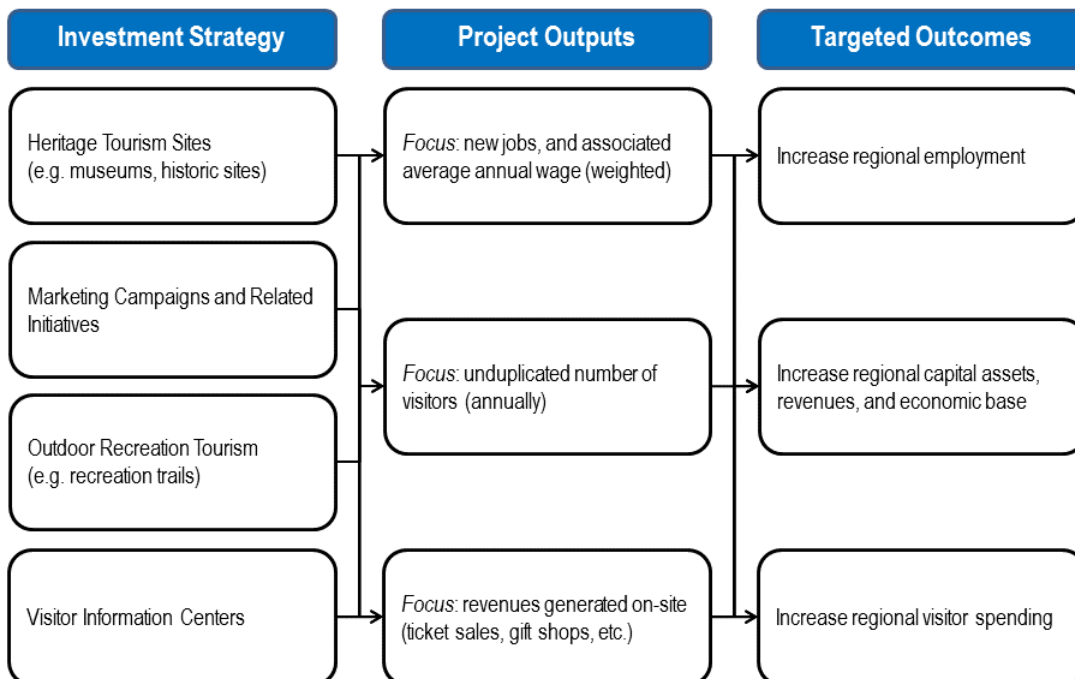 Investment Strategy
Project Outputs
Targeted Outcomes
Heritage Tourism Sites
(e.g. museums, historic sites)
Focus: new jobs, and associated
average annual wage (weighted)
Increase regional employment
Marketing Campaigns and Related
Initiatives
Focus: unduplicated number of
visitors (annually)
Increase regional capital assets,
revenues, and economic base
Outdoor Recreation Tourism
(e.g. recreation trails)
Visitor Information Centers
Focus: revenues generated on-site
(ticket sales, gift shops, etc.)
Increase regional visitor spending